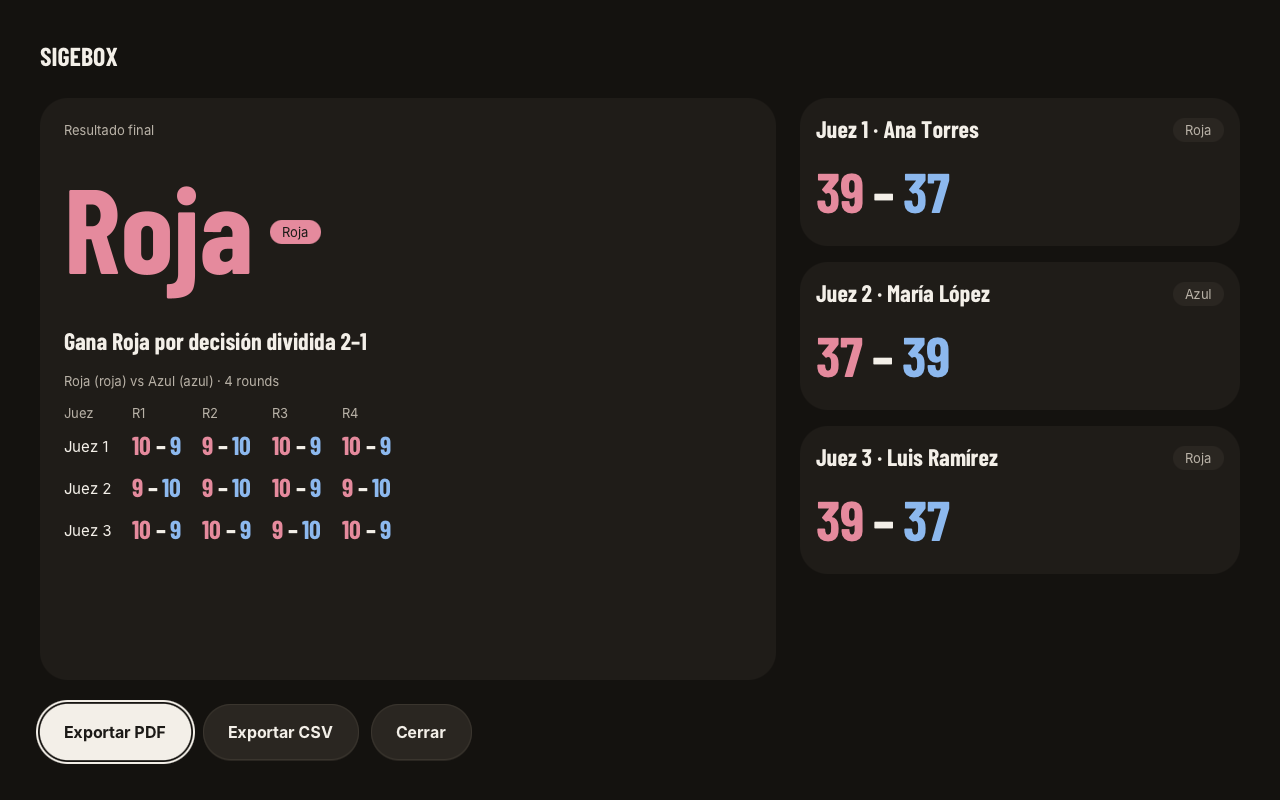 SIGEBOX
Resultado final
Roja Roja
Gana Roja por decisión dividida 2–1
Roja (roja) vs Azul (azul) · 4 rounds
Juez R1 R2 R3 R4
Juez 1 10 – 9 9 – 10 10 – 9 10 – 9
Juez 2 9 – 10 9 – 10 10 – 9 9 – 10
Juez 3 10 – 9 10 – 9 9 – 10 10 – 9
Juez 1 · Ana Torres Roja
39 – 37
Juez 2 · María López Azul
37 – 39
Juez 3 · Luis Ramírez Roja
39 – 37
Exportar PDF Exportar CSV Cerrar